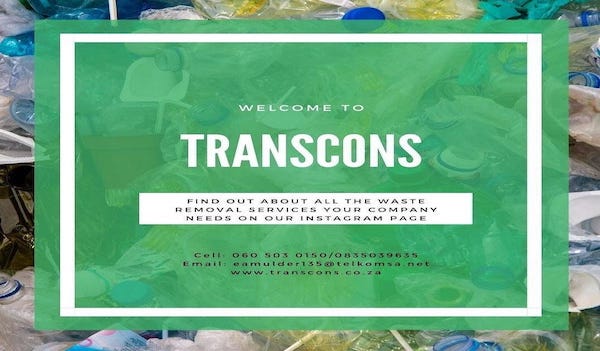 WELCOME TO
TRANSCONS
FIND OUT ABOUT ALL THE WASTE
REMOVAL SERVICES YOUR COMPANY
NEEDS ON OUR INSTAGRAM PAGE
Cell: 060 503 0150/0835039635
Email: eamulder135@telkomsa.net
www.transcons.co.za